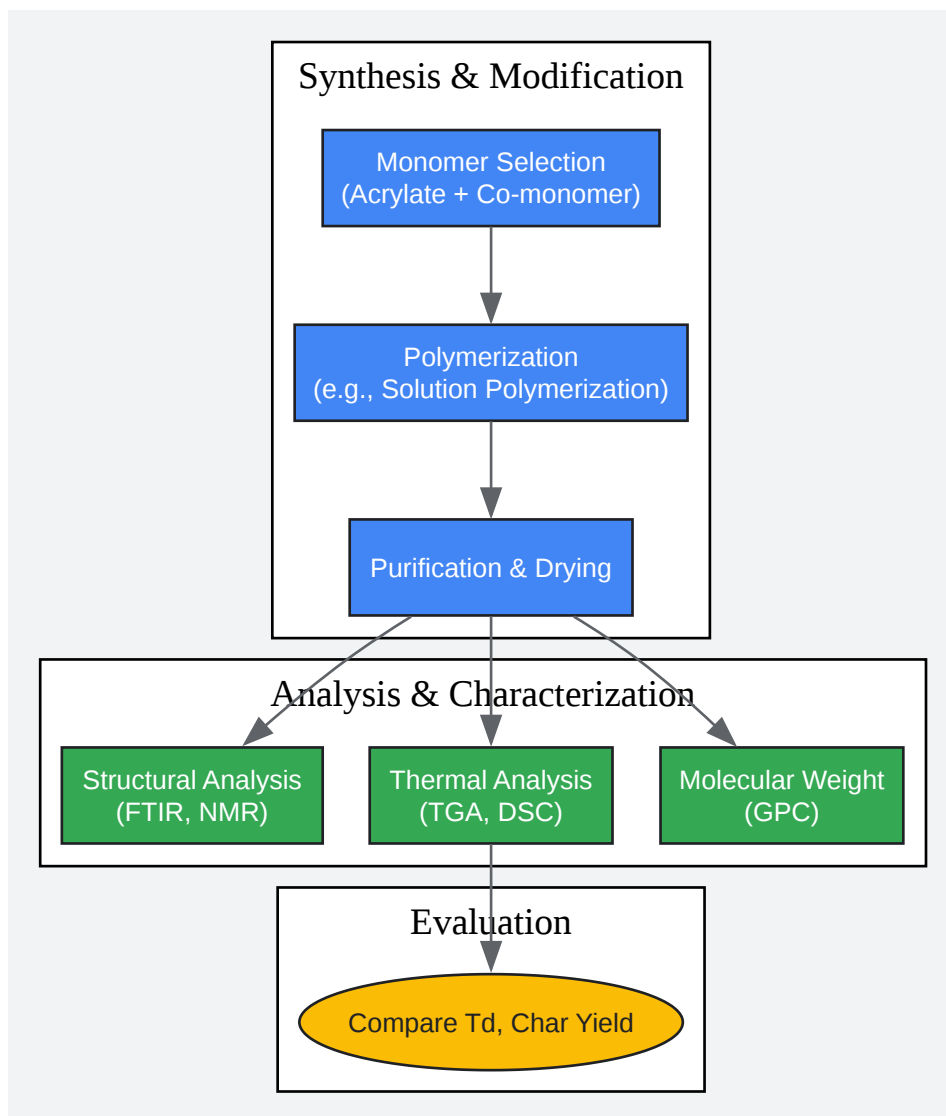 Synthesis & Modification
Monomer Selection
(Acrylate + Co-monomer)
Polymerization
(e.g., Solution Polymerization)
Purification & Drying
Analysis & Characterization
Structural Analysis
(FTIR, NMR)
Thermal Analysis
(TGA, DSC)
Molecular Weight
(GPC)
Evaluation
Compare Td, Char Yield